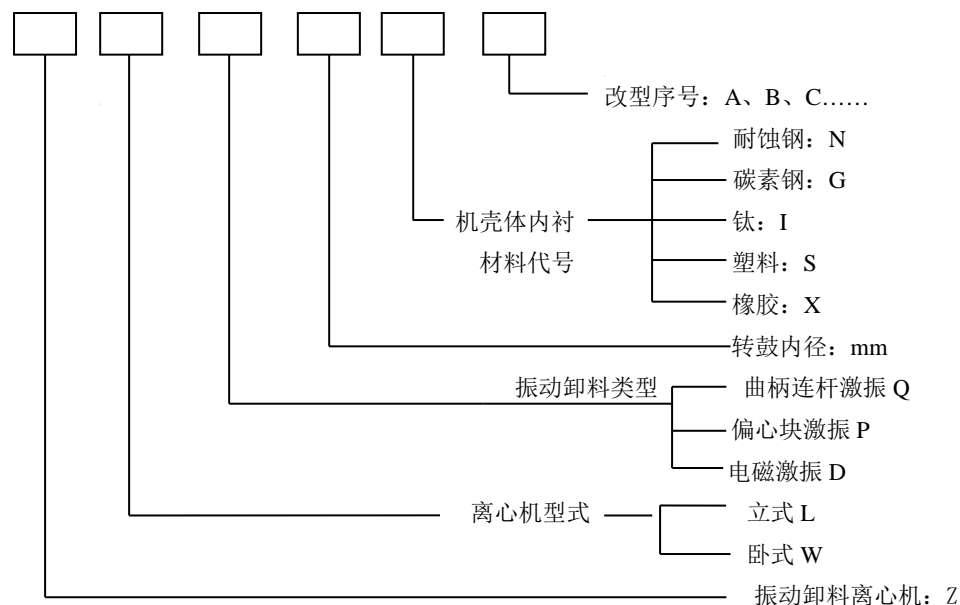 改型序号：A、B、C……
耐蚀钢：N
碳素钢：G
机壳体内衬
钛：I
材料代号
塑料：S
橡胶：X
转鼓内径：mm
振动卸料类型
曲柄连杆激振 Q
偏心块激振 P
电磁激振 D
离心机型式
立式 L
卧式 W
振动卸料离心机：Z